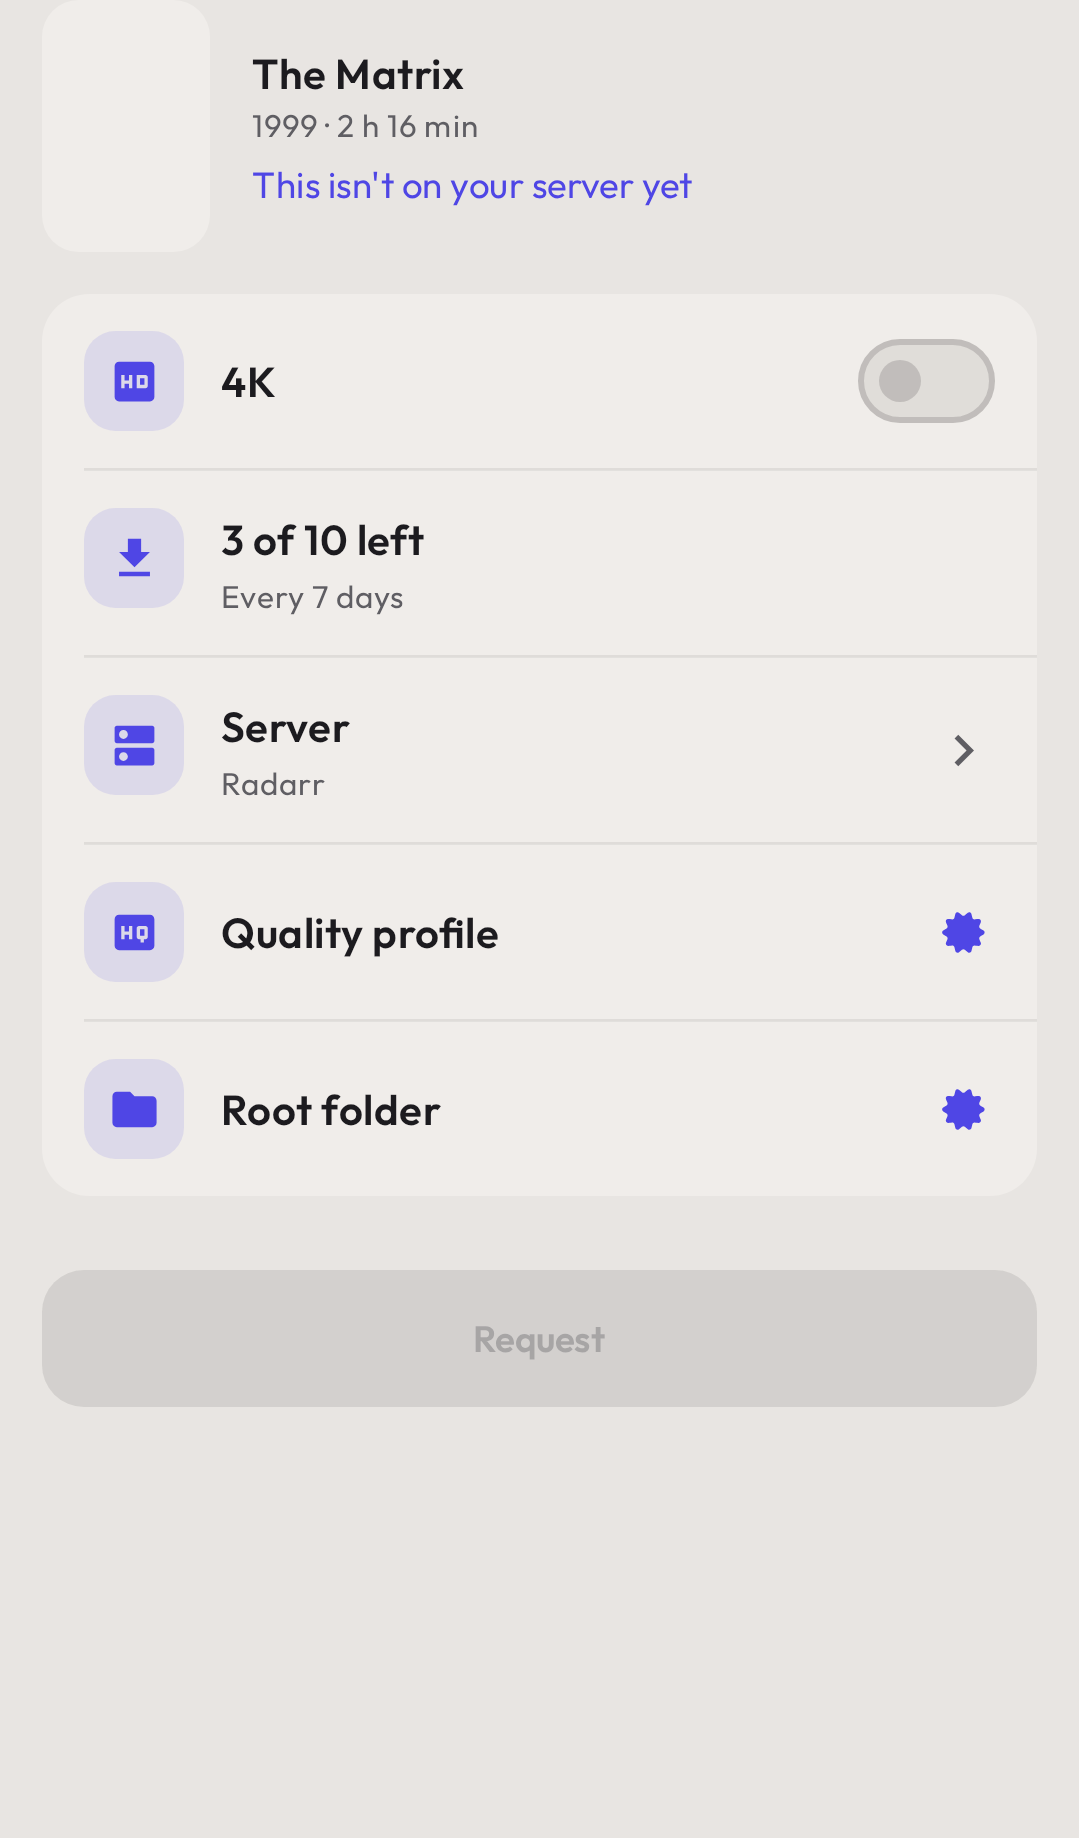 The Matrix
1999 · 2 h 16 min
This isn't on your server yet
HD
4K
3 of 10 left
Every 7 days
Server
Radarr
HQ
Quality profile
Root folder
Request